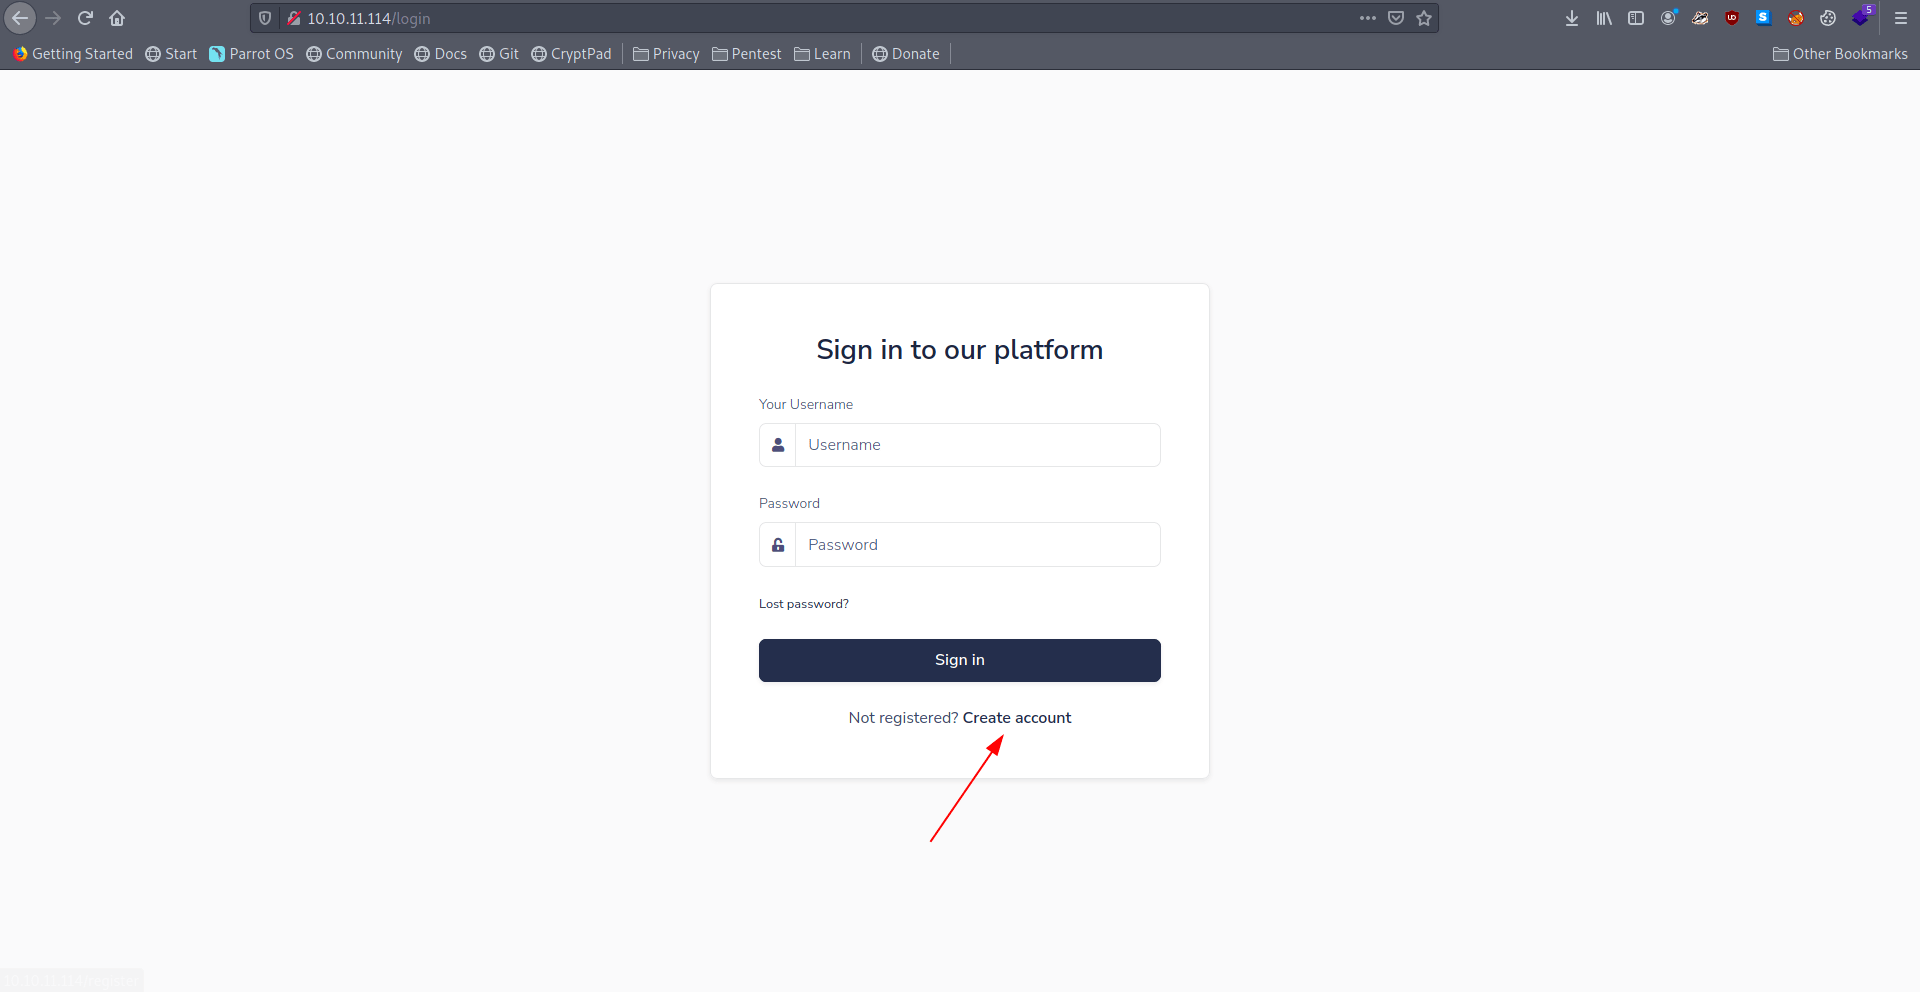 10.10.11.114/login
5
Getting Started Start Parrot OS Community Docs Git CryptPad Privacy Pentest Learn Donate Other Bookmarks
Sign in to our platform
Your Username
Username
Password
Password
Lost password?
Sign in
Not registered? Create account